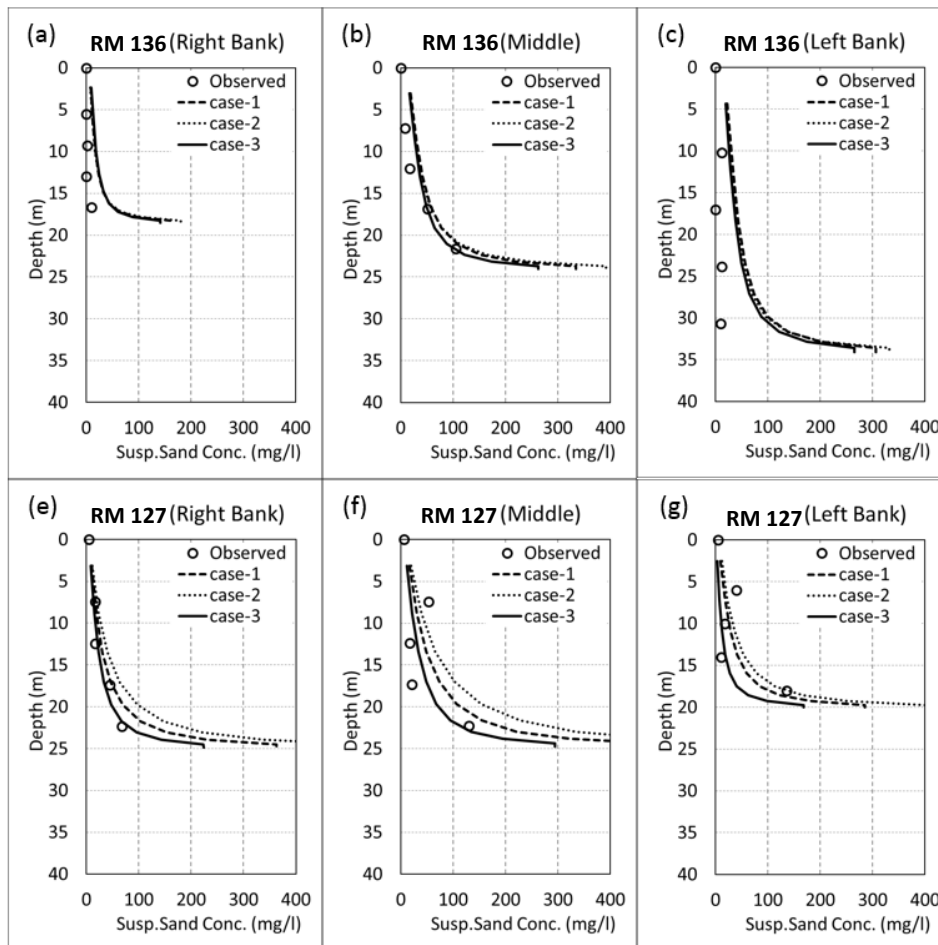 (a) RM 136 (Right Bank)
0
5
10
15
20
25
30
35
40
Depth (m)
Observed
case-1
case-2
case-3
0 100 200 300 400
Susp.Sand Conc. (mg/l)
(b) RM 136 (Middle)
0
5
10
15
20
25
30
35
40
Depth (m)
Observed
case-1
case-2
case-3
0 100 200 300 400
Susp.Sand Conc. (mg/l)
(c) RM 136 (Left Bank)
0
5
10
15
20
25
30
35
40
Depth (m)
Observed
case-1
case-2
case-3
0 100 200 300 400
Susp.Sand Conc. (mg/l)
(e) RM 127 (Right Bank)
0
5
10
15
20
25
30
35
40
Depth (m)
Observed
case-1
case-2
case-3
0 100 200 300 400
Susp.Sand Conc. (mg/l)
(f) RM 127 (Middle)
0
5
10
15
20
25
30
35
40
Depth (m)
Observed
case-1
case-2
case-3
0 100 200 300 400
Susp.Sand Conc. (mg/l)
(g) RM 127 (Left Bank)
0
5
10
15
20
25
30
35
40
Depth (m)
Observed
case-1
case-2
case-3
0 100 200 300 400
Susp.Sand Conc. (mg/l)